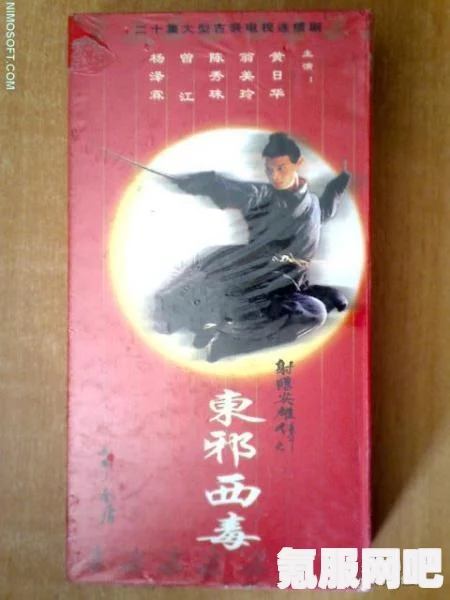 NIMOSOFT.COM
二十集大型古装电视连续剧
主演：
黄日华
翁美玲
陈秀珠
曾江
杨泽霖
射雕英雄传之
東邪西毒
氪服网吧